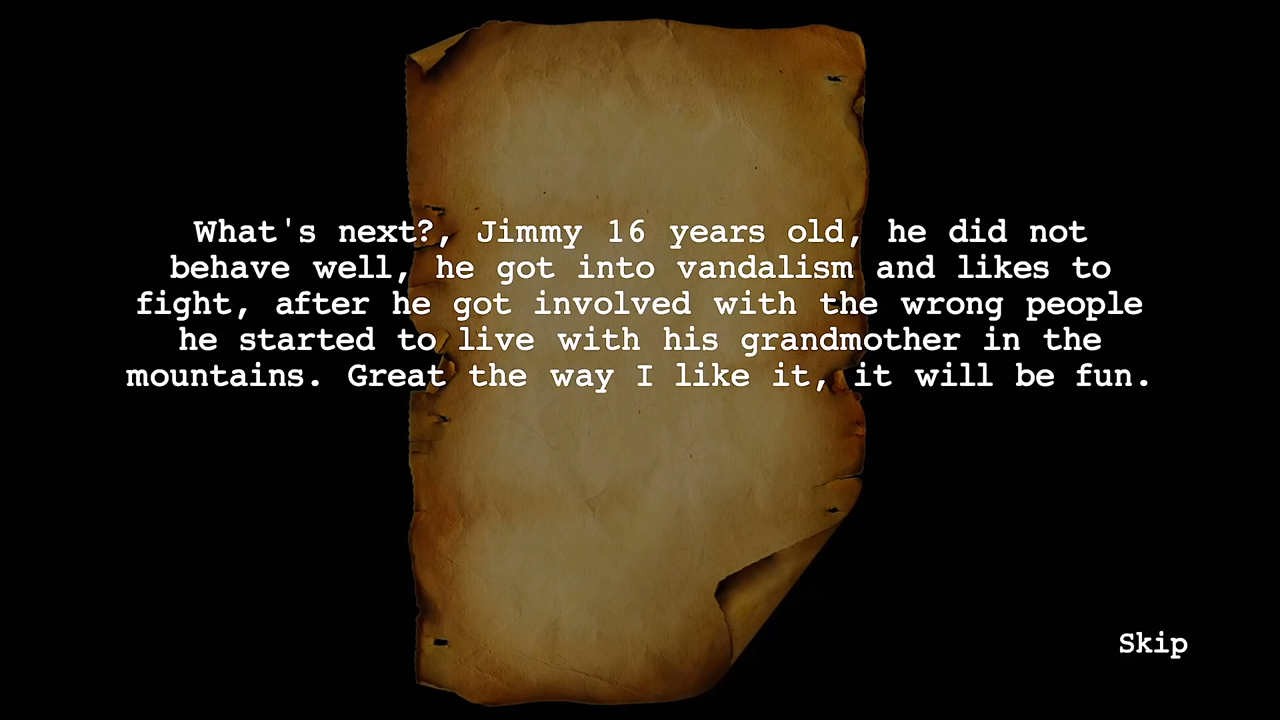 What's next?, Jimmy 16 years old, he did not
behave well, he got into vandalism and likes to
fight, after he got involved with the wrong people
he started to live with his grandmother in the
mountains. Great the way I like it, it will be fun.
Skip